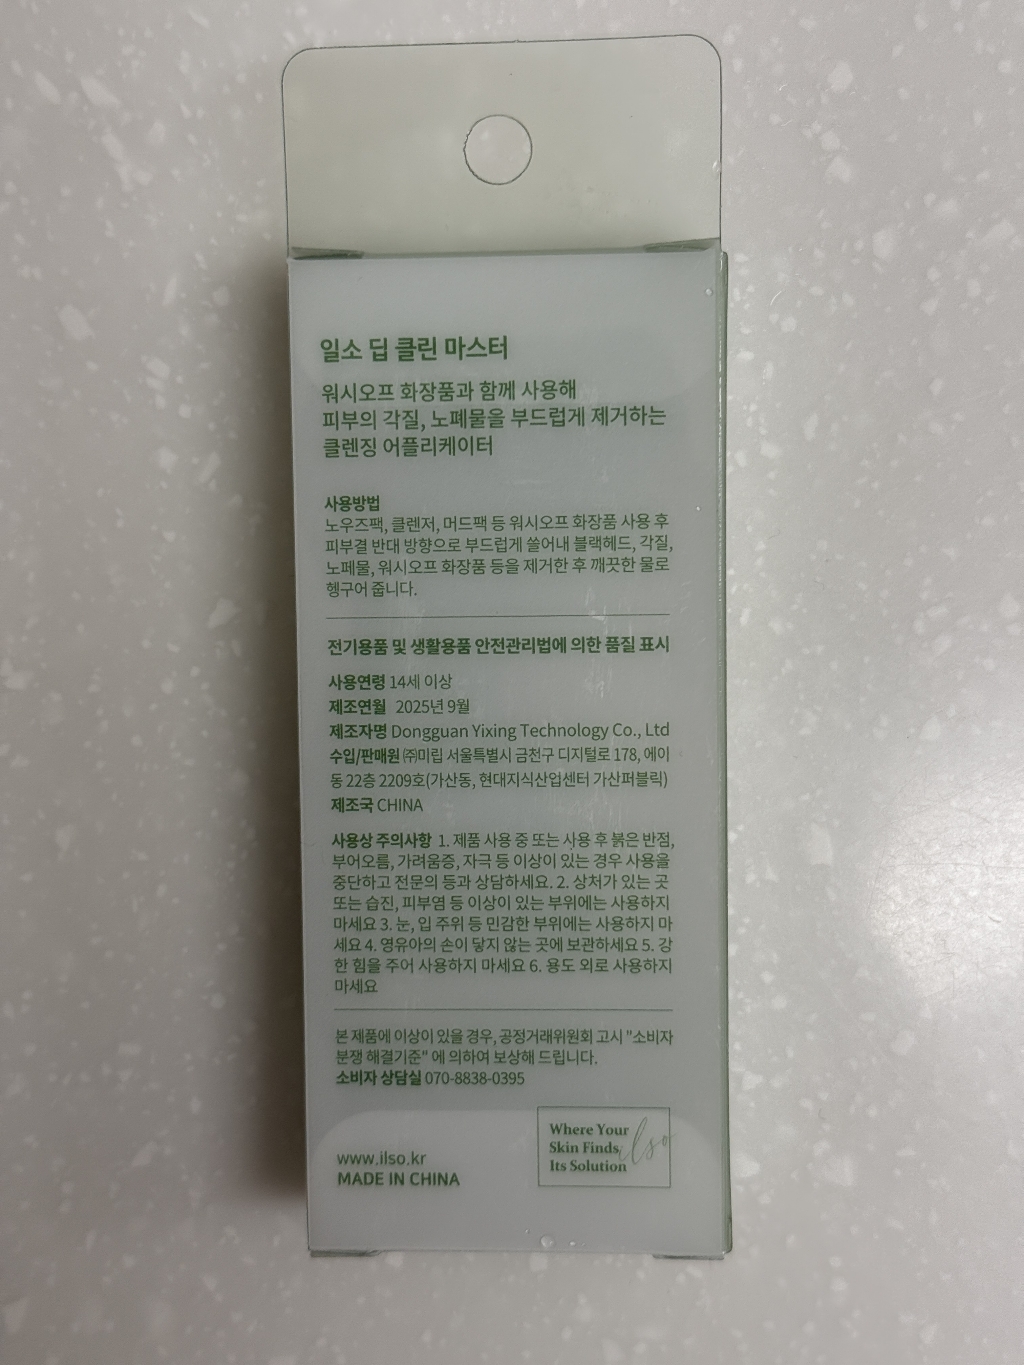 일소 딥 클린 마스터
워시오프 화장품과 함께 사용해
피부의 각질, 노폐물을 부드럽게 제거하는
클렌징 어플리케이터
사용방법
노우즈팩, 클렌저, 머드팩 등 워시오프 화장품 사용 후
피부결 반대 방향으로 부드럽게 쓸어내 블랙헤드, 각질,
노페물, 워시오프 화장품 등을 제거한 후 깨끗한 물로
헹구어 줍니다.
전기용품 및 생활용품 안전관리법에 의한 품질 표시
사용연령 14세 이상
제조연월 2025년 9월
제조자명 Dongguan Yixing Technology Co., Ltd
수입/판매원 ㈜미립 서울특별시 금천구 디지털로 178, 에이
동 22층 2209호(가산동, 현대지식산업센터 가산퍼블릭)
제조국 CHINA
사용상 주의사항 1. 제품 사용 중 또는 사용 후 붉은 반점,
부어오름, 가려움증, 자극 등 이상이 있는 경우 사용을
중단하고 전문의 등과 상담하세요. 2. 상처가 있는 곳
또는 습진, 피부염 등 이상이 있는 부위에는 사용하지
마세요 3. 눈, 입 주위 등 민감한 부위에는 사용하지 마
세요 4. 영유아의 손이 닿지 않는 곳에 보관하세요 5. 강
한 힘을 주어 사용하지 마세요 6. 용도 외로 사용하지
마세요
본 제품에 이상이 있을 경우, 공정거래위원회 고시 "소비자
분쟁 해결기준" 에 의하여 보상해 드립니다.
소비자 상담실 070-8838-0395
Where Your
Skin Finds
Its Solution
ilso
www.ilso.kr
MADE IN CHINA